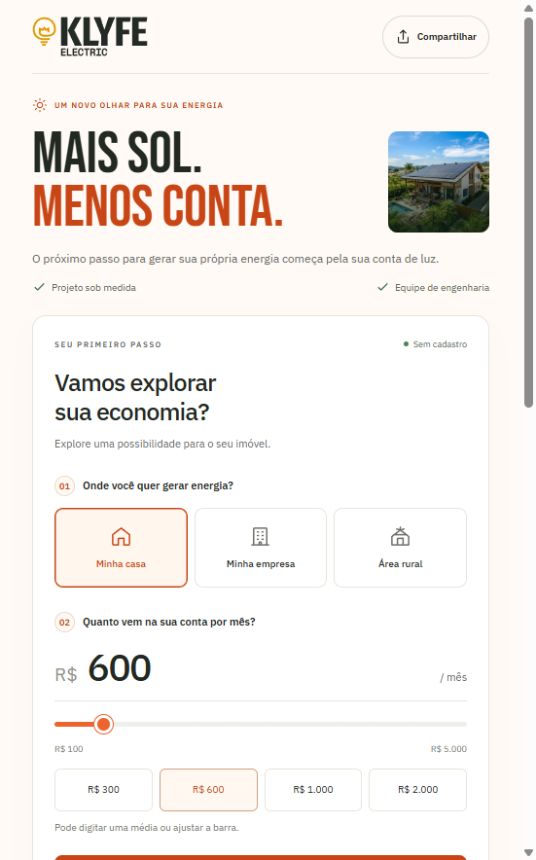 KLYFE
ELECTRIC
Compartilhar
UM NOVO OLHAR PARA SUA ENERGIA
MAIS SOL.
MENOS CONTA.
O próximo passo para gerar sua própria energia começa pela sua conta de luz.
Projeto sob medida
Equipe de engenharia
SEU PRIMEIRO PASSO
Sem cadastro
Vamos explorar
sua economia?
Explore uma possibilidade para o seu imóvel.
01 Onde você quer gerar energia?
Minha casa
Minha empresa
Área rural
02 Quanto vem na sua conta por mês?
R$ 600 / mês
R$ 100
R$ 5.000
R$ 300
R$ 600
R$ 1.000
R$ 2.000
Pode digitar uma média ou ajustar a barra.